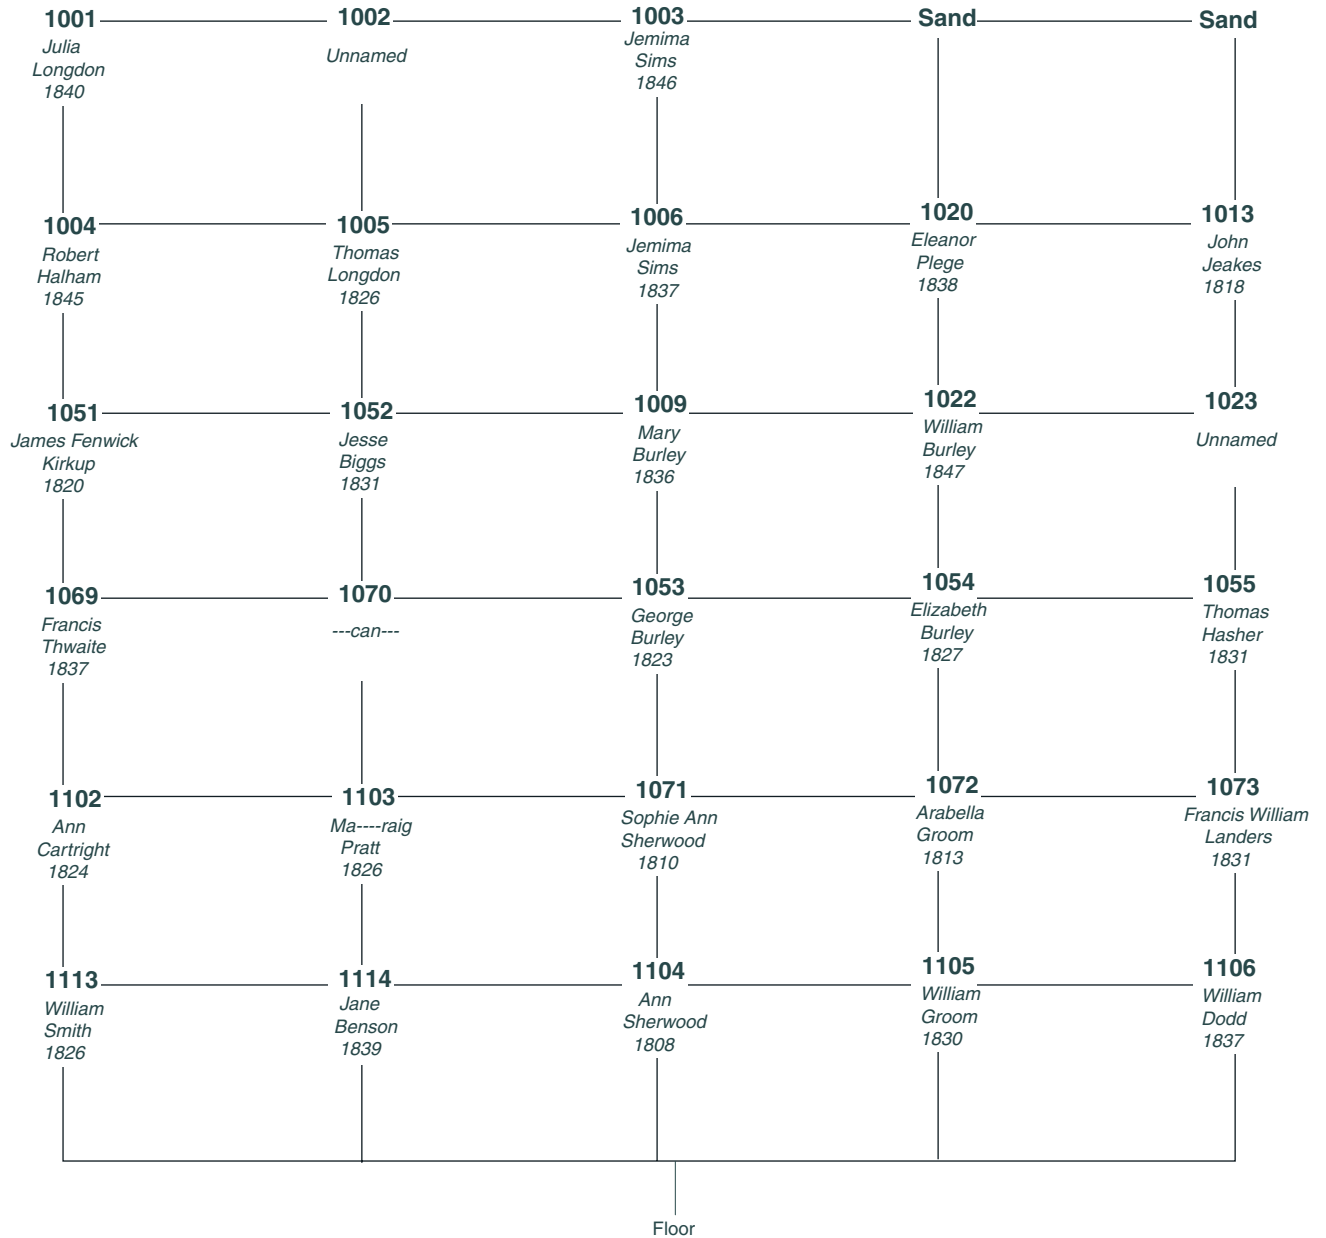 1001
Julia
Longdon
1840
1002
Unnamed
1003
Jemima
Sims
1846
Sand
Sand
1004
Robert
Halham
1845
1005
Thomas
Longdon
1826
1006
Jemima
Sims
1837
1020
Eleanor
Plege
1838
1013
John
Jeakes
1818
1051
James Fenwick
Kirkup
1820
1052
Jesse
Biggs
1831
1009
Mary
Burley
1836
1022
William
Burley
1847
1023
Unnamed
1069
Francis
Thwaite
1837
1070
---can---
1053
George
Burley
1823
1054
Elizabeth
Burley
1827
1055
Thomas
Hasher
1831
1102
Ann
Cartright
1824
1103
Ma----raig
Pratt
1826
1071
Sophie Ann
Sherwood
1810
1072
Arabella
Groom
1813
1073
Francis William
Landers
1831
1113
William
Smith
1826
1114
Jane
Benson
1839
1104
Ann
Sherwood
1808
1105
William
Groom
1830
1106
William
Dodd
1837
Floor